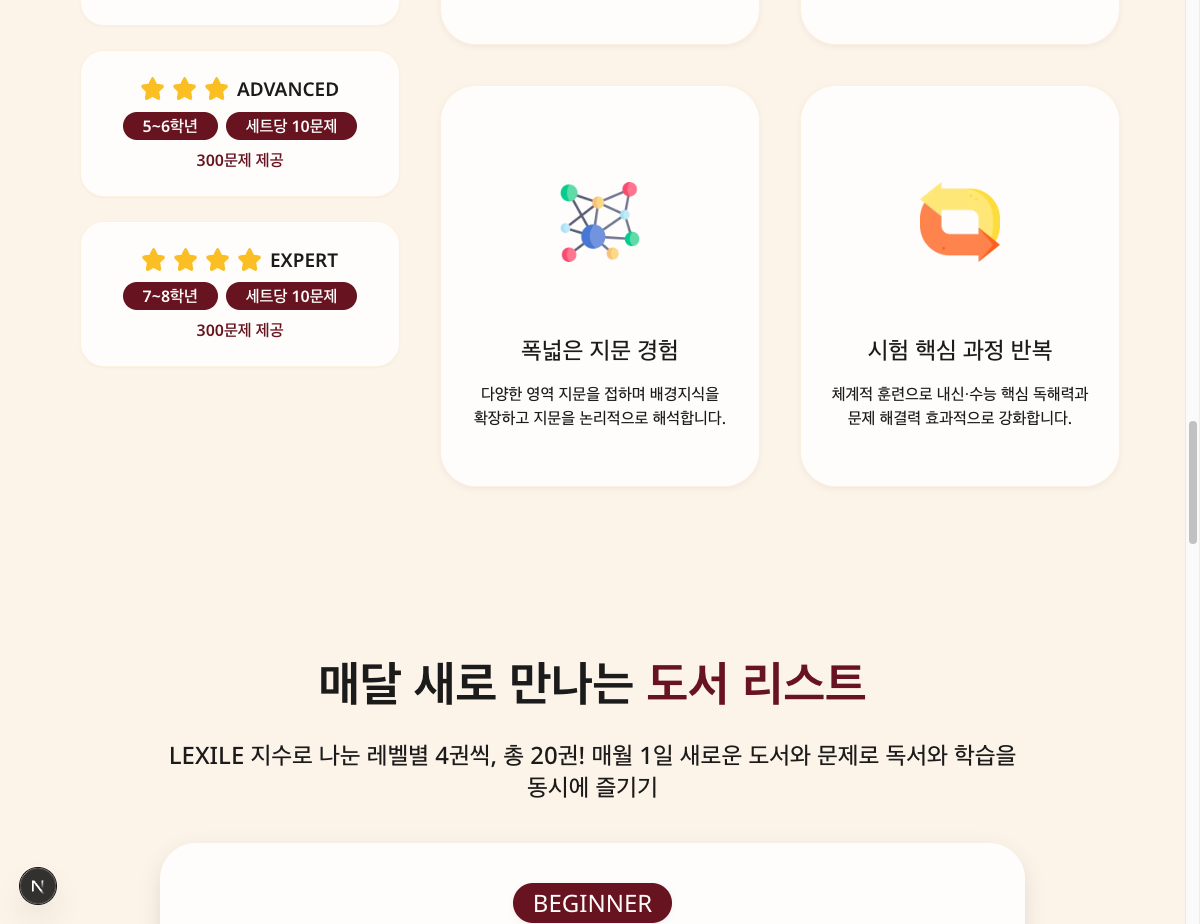 ADVANCED
5~6학년 세트당 10문제
300문제 제공
EXPERT
7~8학년 세트당 10문제
300문제 제공
폭넓은 지문 경험
다양한 영역 지문을 접하며 배경지식을
확장하고 지문을 논리적으로 해석합니다.
시험 핵심 과정 반복
체계적 훈련으로 내신·수능 핵심 독해력과
문제 해결력 효과적으로 강화합니다.
매달 새로 만나는 도서 리스트
LEXILE 지수로 나눈 레벨별 4권씩, 총 20권! 매월 1일 새로운 도서와 문제로 독서와 학습을
동시에 즐기기
N
BEGINNER